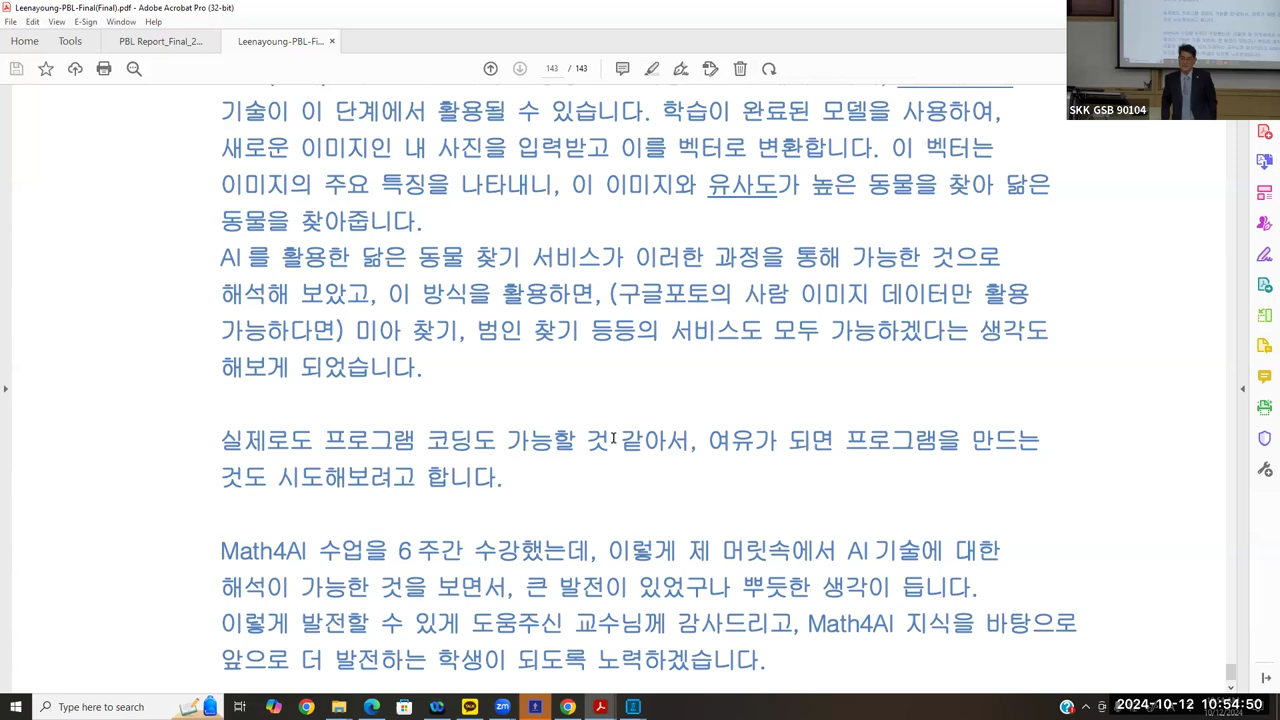 Leenayoung-PBL-Final(Final).pdf - Adobe Acrobat Pro (32-bit)
File Edit View E-Sign Window Help
Home Tools PBL Report_Final_2... Leenayoung-PBL-Fi...
143 / 143
SKK GSB 90104
기술이 이 단계에서 활용될 수 있습니다. 학습이 완료된 모델을 사용하여,
새로운 이미지인 내 사진을 입력받고 이를 벡터로 변환합니다. 이 벡터는
이미지의 주요 특징을 나타내니, 이 이미지와 유사도가 높은 동물을 찾아 닮은
동물을 찾아줍니다.
AI를 활용한 닮은 동물 찾기 서비스가 이러한 과정을 통해 가능한 것으로
해석해 보았고, 이 방식을 활용하면, (구글포토의 사람 이미지 데이터만 활용
가능하다면) 미아 찾기, 범인 찾기 등등의 서비스도 모두 가능하겠다는 생각도
해보게 되었습니다.
실제로도 프로그램 코딩도 가능할 것 같아서, 여유가 되면 프로그램을 만드는
것도 시도해보려고 합니다.
Math4AI 수업을 6주간 수강했는데, 이렇게 제 머릿속에서 AI기술에 대한
해석이 가능한 것을 보면서, 큰 발전이 있었구나 뿌듯한 생각이 듭니다.
이렇게 발전할 수 있게 도움주신 교수님께 감사드리고, Math4AI 지식을 바탕으로
앞으로 더 발전하는 학생이 되도록 노력하겠습니다.
Type here to search
2024-10-12 10:54:50